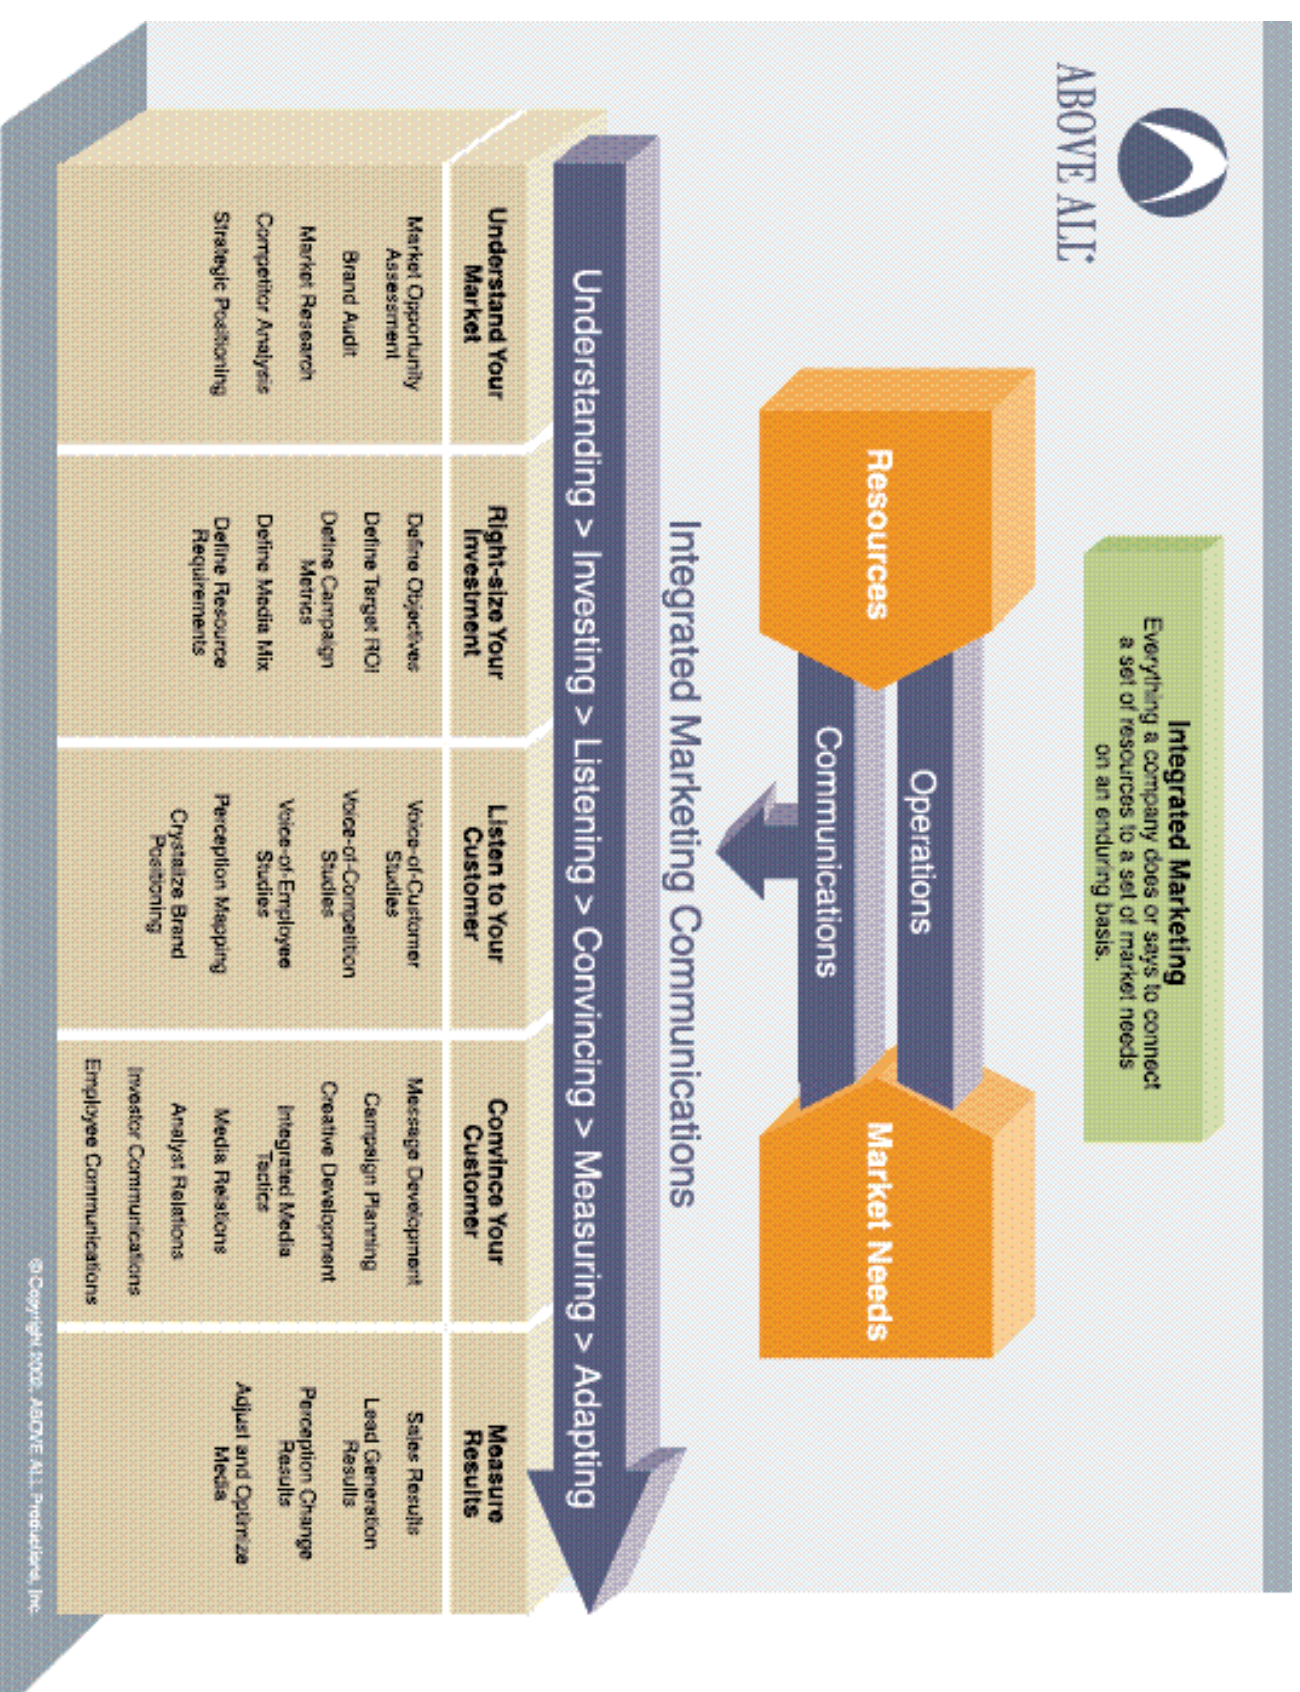 ABOVE ALL
Integrated Marketing
Everything a company does or says to connect
a set of resources to a set of market needs
on an enduring basis.
Resources
Operations
Communications
Market Needs
Integrated Marketing Communications
Understanding > Investing > Listening > Convincing > Measuring > Adapting
Understand Your
Market
Market Opportunity
Assessment
Brand Audit
Market Research
Competitor Analysis
Strategic Positioning
Right-size Your
Investment
Define Objectives
Define Target ROI
Define Campaign
Metrics
Define Media Mix
Define Resource
Requirements
Listen to Your
Customer
Voice-of-Customer
Studies
Voice-of-Competition
Studies
Voice-of-Employee
Studies
Perception Mapping
Crystalize Brand
Positioning
Convince Your
Customer
Message Development
Campaign Planning
Creative Development
Integrated Media
Tactics
Media Relations
Analyst Relations
Investor Communications
Employee Communications
Measure
Results
Sales Results
Lead Generation
Results
Perception Change
Results
Adjust and Optimize
Media
© Copyright 2002, ABOVE ALL Productions, Inc.